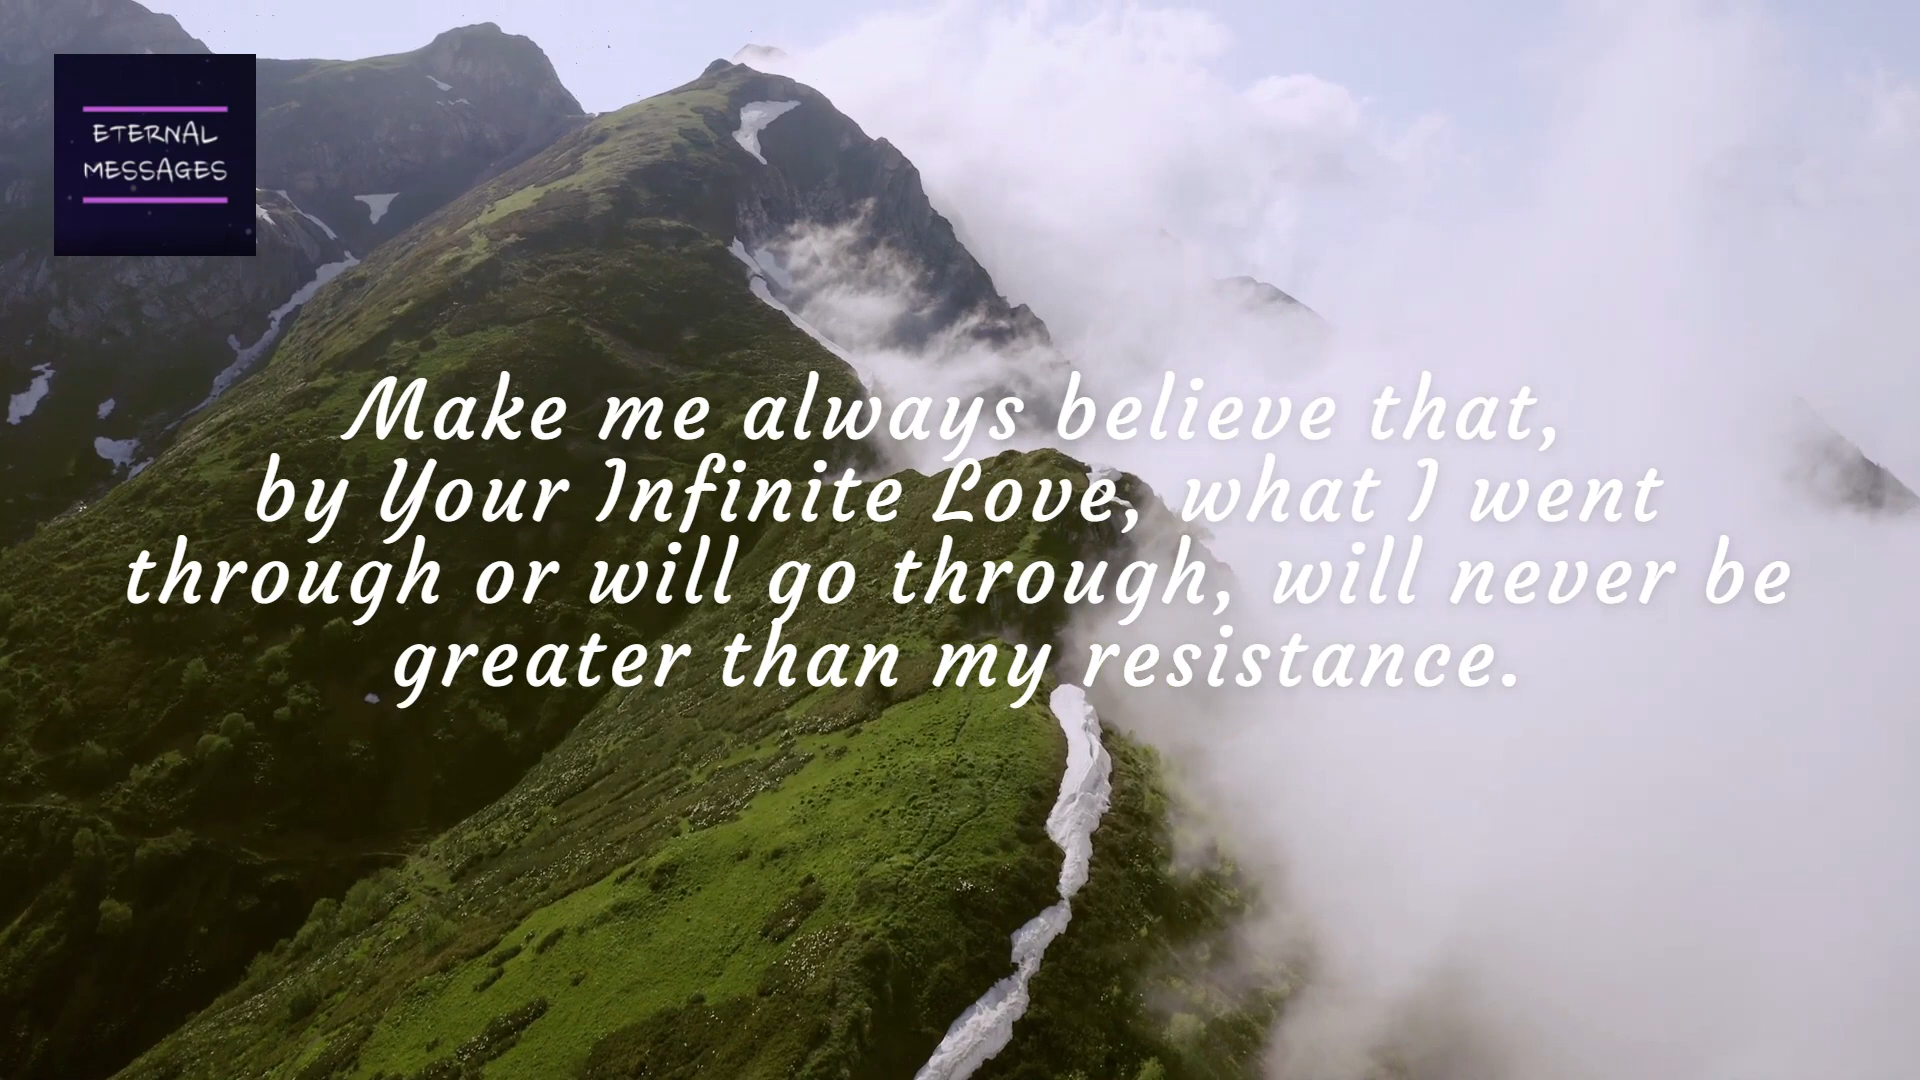 ETERNAL
MESSAGES
Make me always believe that,
by Your Infinite Love, what I went
through or will go through, will never be
greater than my resistance.